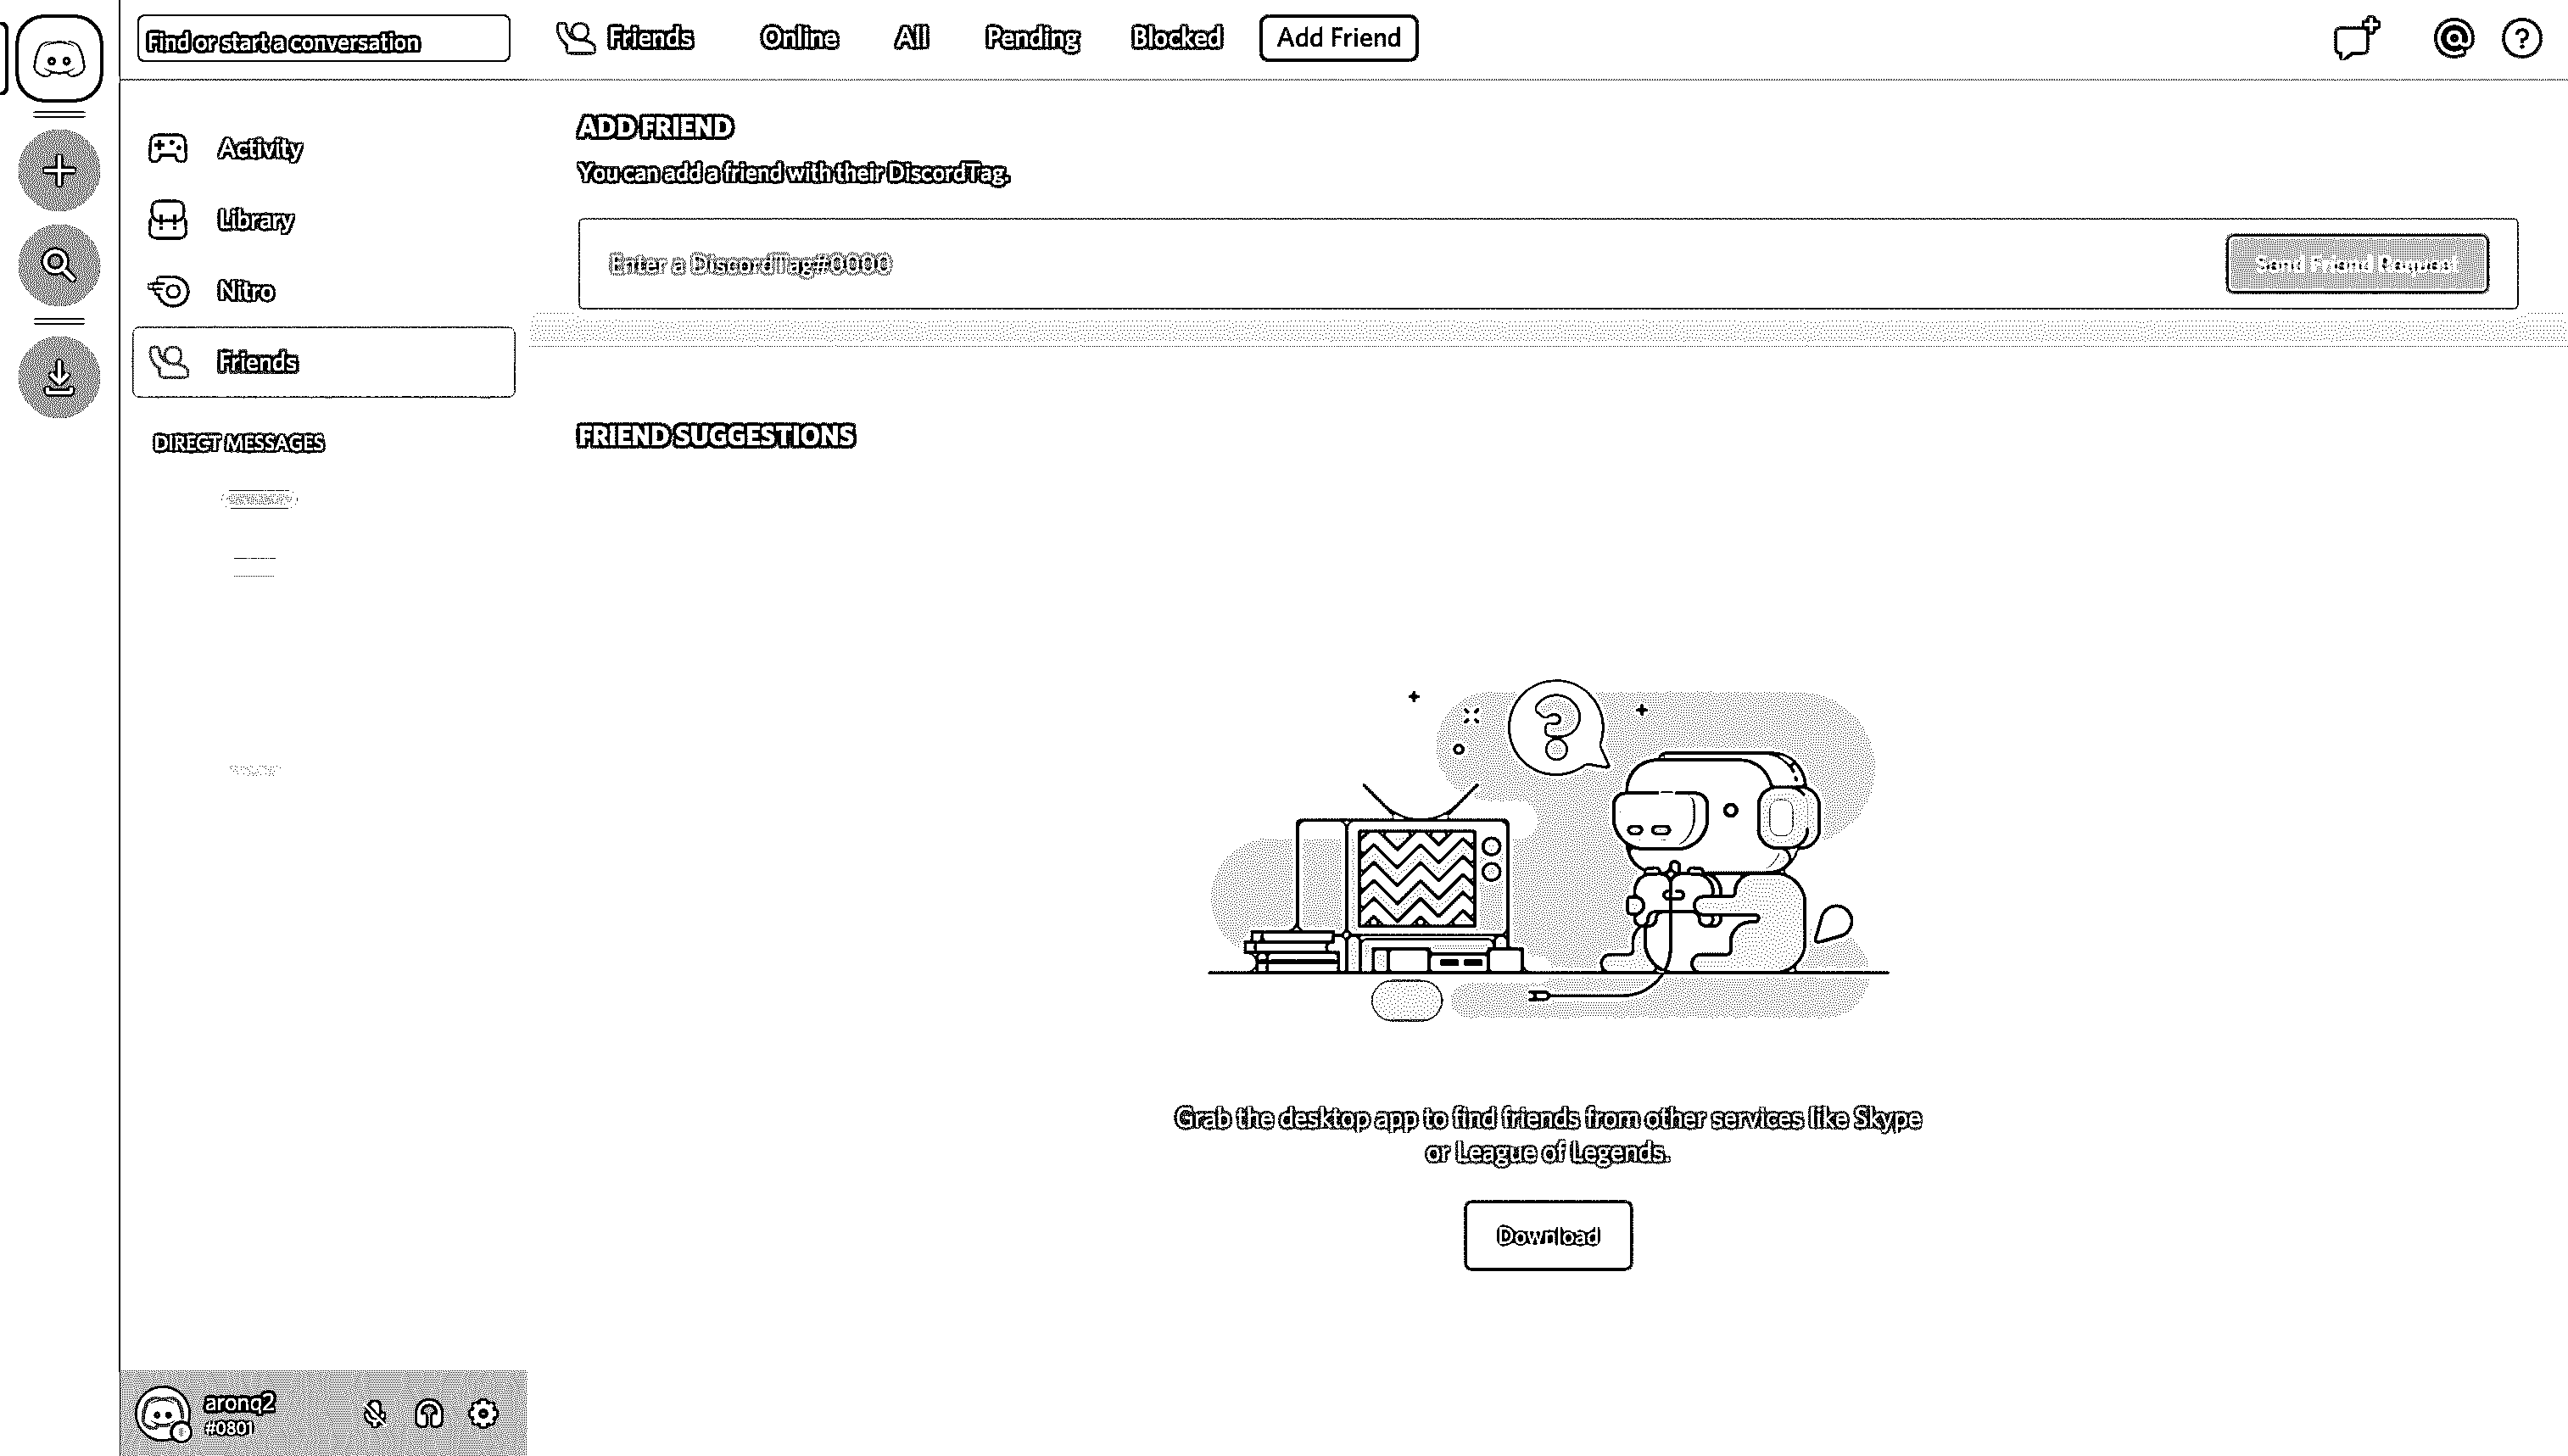 Find or start a conversation
Friends
Online
All
Pending
Blocked
Add Friend
Activity
Library
Nitro
Friends
DIRECT MESSAGES
ADD FRIEND
You can add a friend with their DiscordTag.
Enter a DiscordTag#0000
Send Friend Request
FRIEND SUGGESTIONS
Grab the desktop app to find friends from other services like Skype
or League of Legends.
Download
aronq2
#0801